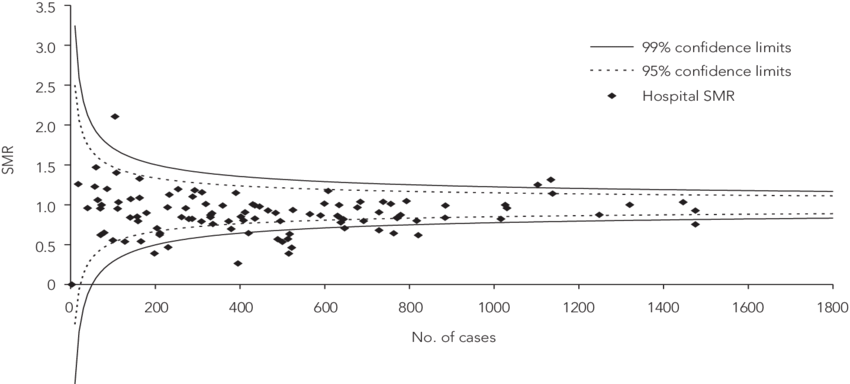 3.5
3.0
2.5
2.0
1.5
1.0
0.5
0
SMR
99% confidence limits
95% confidence limits
Hospital SMR
0 200 400 600 800 1000 1200 1400 1600 1800
No. of cases